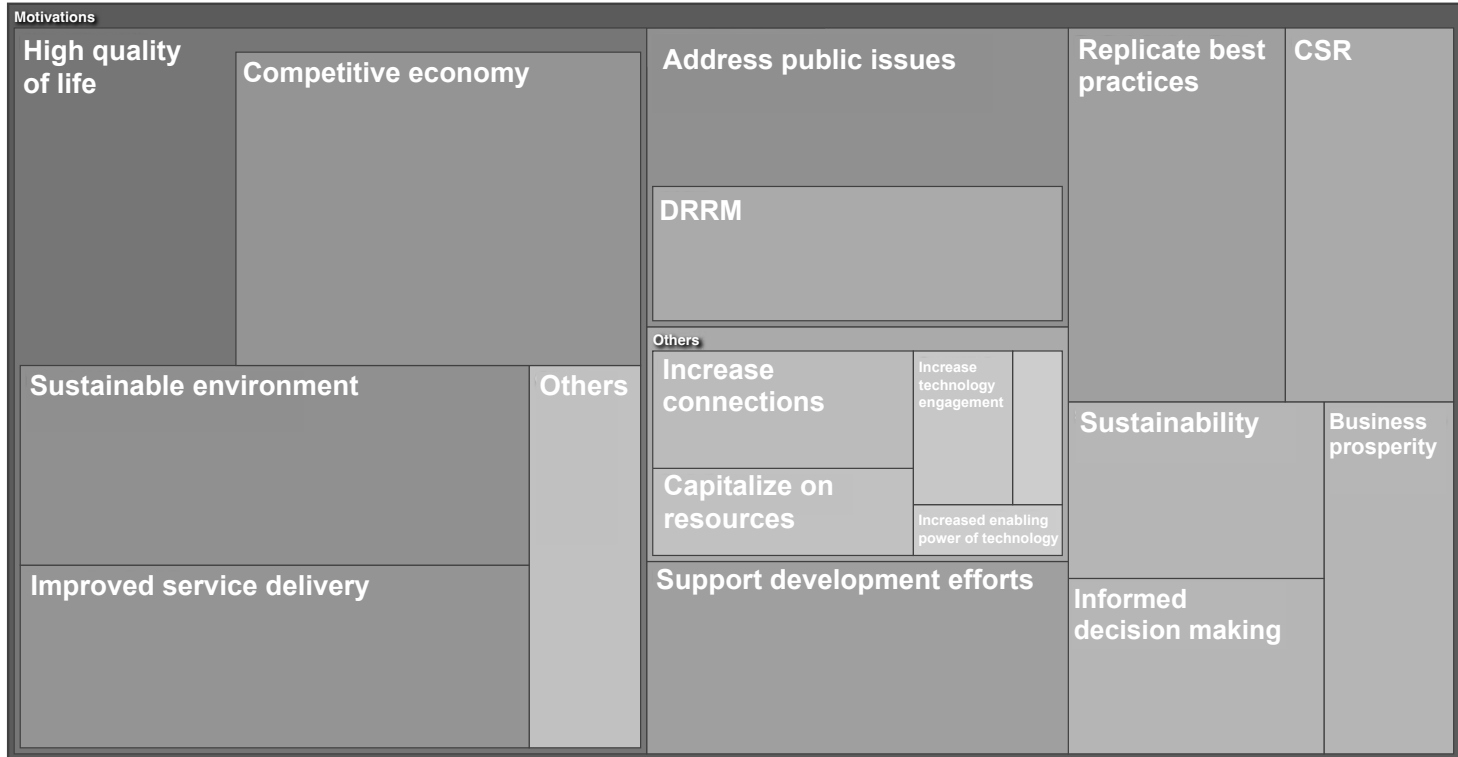 Motivations
High quality
of life
Competitive economy
Sustainable environment
Others
Improved service delivery
Address public issues
DRRM
Others
Increase
connections
Capitalize on
resources
Increase
technology
engagement
Increased enabling
power of technology
Support development efforts
Replicate best
practices
CSR
Sustainability
Business
prosperity
Informed
decision making